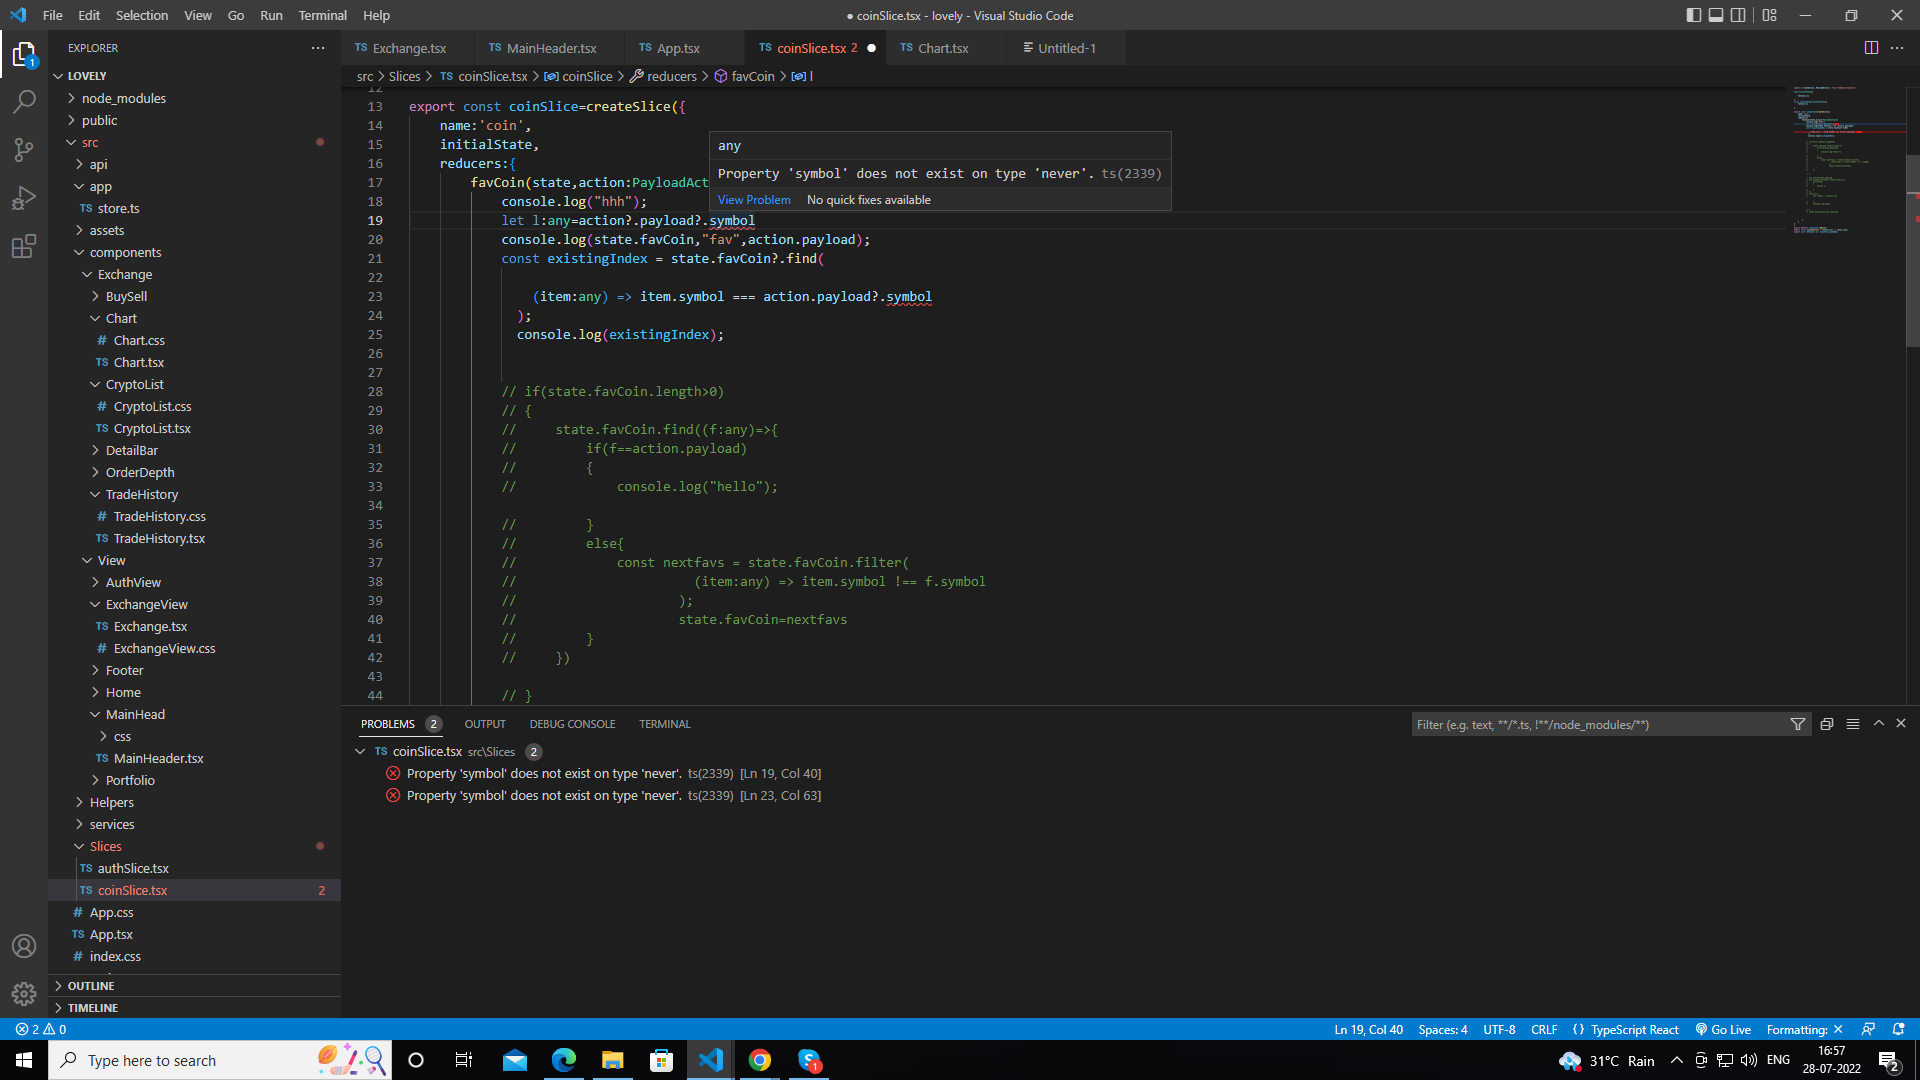 File Edit Selection View Go Run Terminal Help
● coinSlice.tsx - lovely - Visual Studio Code
EXPLORER
TS Exchange.tsx TS MainHeader.tsx TS App.tsx TS coinSlice.tsx 2 ● TS Chart.tsx Untitled-1
src > Slices > TS coinSlice.tsx > coinSlice > reducers > favCoin > l
1
LOVELY
node_modules
public
src
api
app
TS store.ts
assets
components
Exchange
BuySell
Chart
# Chart.css
TS Chart.tsx
CryptoList
# CryptoList.css
TS CryptoList.tsx
DetailBar
OrderDepth
TradeHistory
# TradeHistory.css
TS TradeHistory.tsx
View
AuthView
ExchangeView
TS Exchange.tsx
# ExchangeView.css
Footer
Home
MainHead
css
TS MainHeader.tsx
Portfolio
Helpers
services
Slices
TS authSlice.tsx
TS coinSlice.tsx 2
# App.css
TS App.tsx
# index.css
OUTLINE
TIMELINE
12
13 export const coinSlice=createSlice({
14 name:'coin',
15 initialState,
16 reducers:{
17 favCoin(state,action:PayloadAct
18 console.log("hhh");
19 let l:any=action?.payload?.symbol
20 console.log(state.favCoin,"fav",action.payload);
21 const existingIndex = state.favCoin?.find(
22
23 (item:any) => item.symbol === action.payload?.symbol
24 );
25 console.log(existingIndex);
26
27
28 // if(state.favCoin.length>0)
29 // {
30 // state.favCoin.find((f:any)=>{
31 // if(f==action.payload)
32 // {
33 // console.log("hello");
34
35 // }
36 // else{
37 // const nextfavs = state.favCoin.filter(
38 // (item:any) => item.symbol !== f.symbol
39 // );
40 // state.favCoin=nextfavs
41 // }
42 // })
43
44 // }
any
Property 'symbol' does not exist on type 'never'. ts(2339)
View Problem No quick fixes available
PROBLEMS 2 OUTPUT DEBUG CONSOLE TERMINAL
Filter (e.g. text, **/*.ts, !**/node_modules/**)
TS coinSlice.tsx src\Slices 2
Property 'symbol' does not exist on type 'never'. ts(2339) [Ln 19, Col 40]
Property 'symbol' does not exist on type 'never'. ts(2339) [Ln 23, Col 63]
2 0
Ln 19, Col 40 Spaces: 4 UTF-8 CRLF {} TypeScript React Go Live Formatting: ×
Type here to search
1
31°C Rain
ENG
16:57
28-07-2022
2